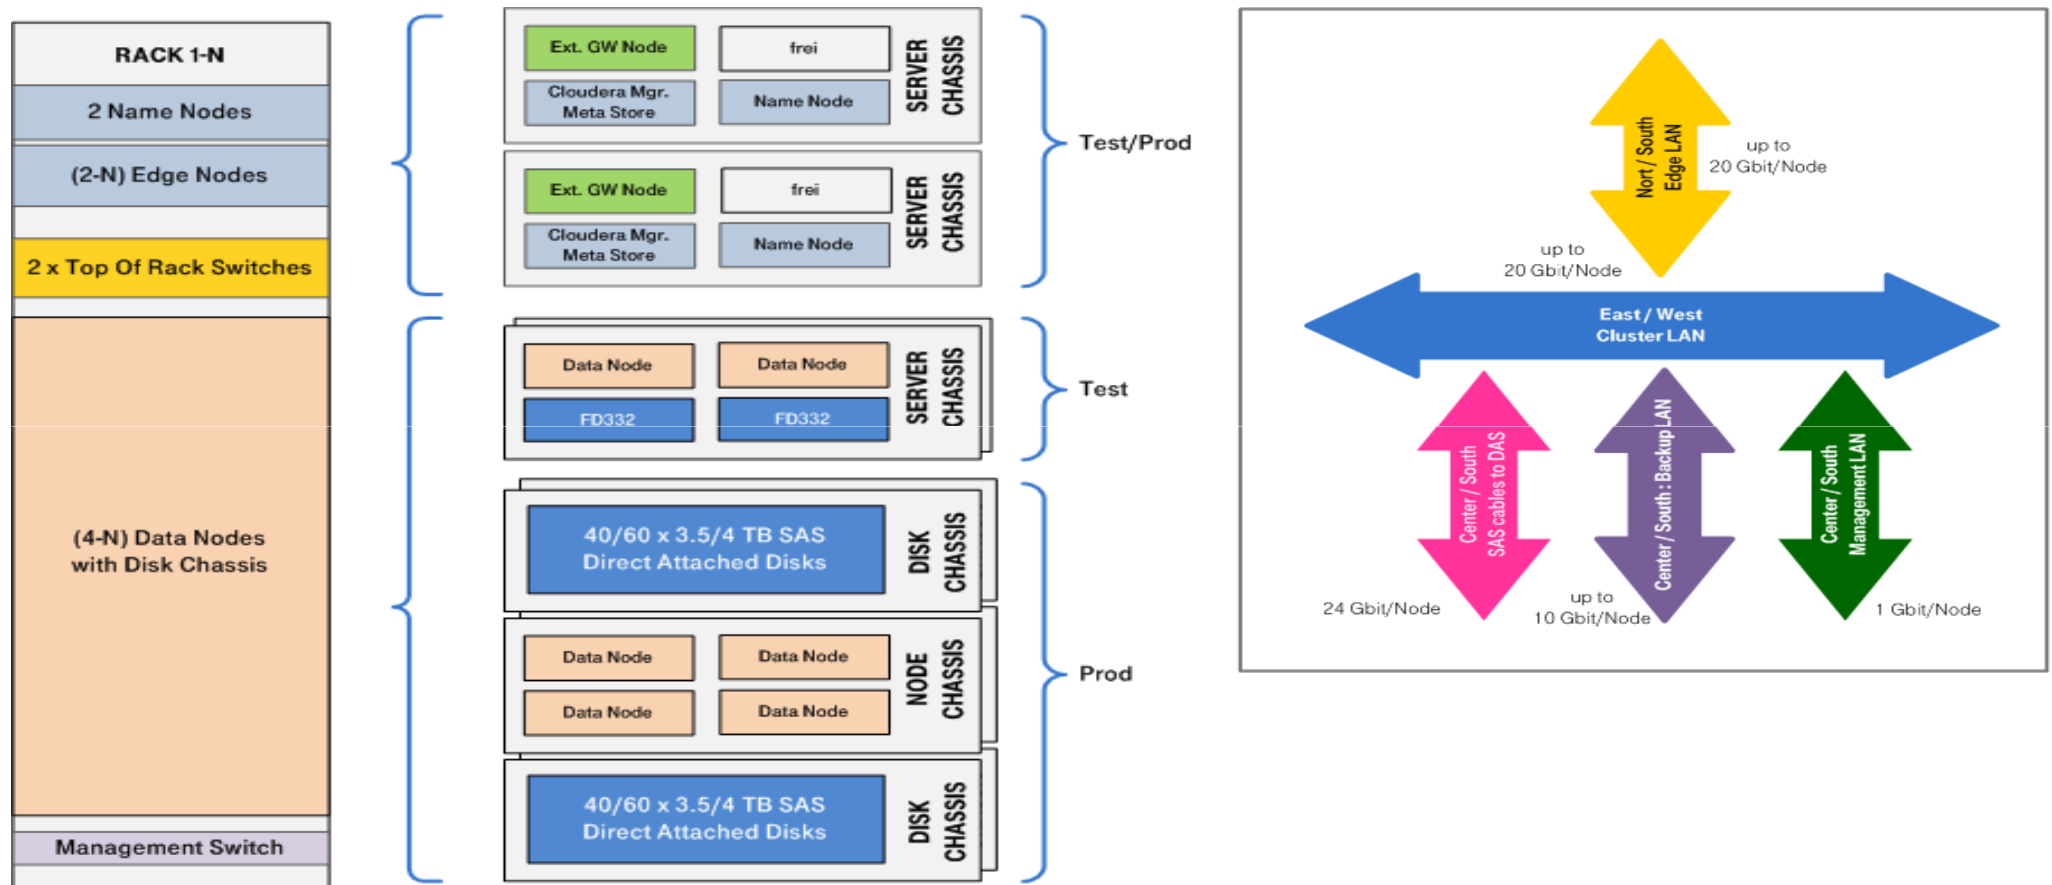 RACK 1-N
2 Name Nodes
(2-N) Edge Nodes
2 x Top Of Rack Switches
(4-N) Data Nodes
with Disk Chassis
Management Switch
Ext. GW Node
frei
Cloudera Mgr.
Meta Store
Name Node
SERVER
CHASSIS
Ext. GW Node
frei
Cloudera Mgr.
Meta Store
Name Node
SERVER
CHASSIS
Test/Prod
Data Node
Data Node
FD332
FD332
SERVER
CHASSIS
Test
40/60 x 3.5/4 TB SAS
Direct Attached Disks
DISK
CHASSIS
Data Node
Data Node
Data Node
Data Node
NODE
CHASSIS
40/60 x 3.5/4 TB SAS
Direct Attached Disks
DISK
CHASSIS
Prod
Nort / South
Edge LAN
up to
20 Gbit/Node
up to
20 Gbit/Node
East / West
Cluster LAN
Center / South
SAS cables to DAS
24 Gbit/Node
Center / South : Backup LAN
up to
10 Gbit/Node
Center / South
Management LAN
1 Gbit/Node